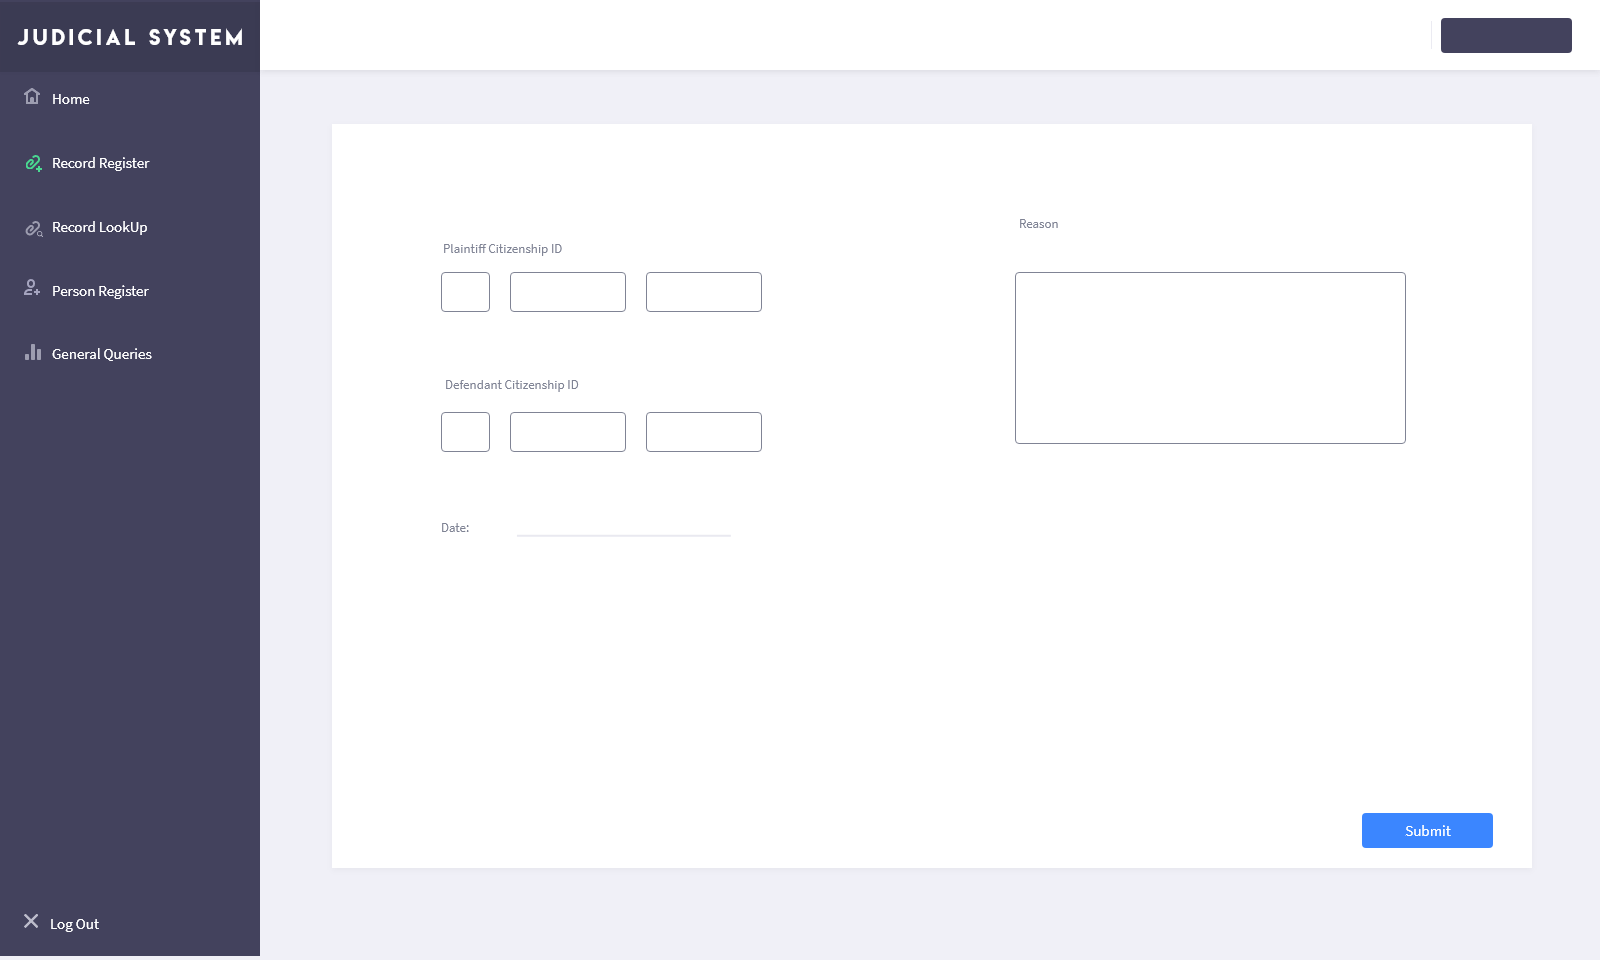 JUDICIAL SYSTEM
Home
Record Register
Record LookUp
Person Register
General Queries
Log Out
Plaintiff Citizenship ID
Defendant Citizenship ID
Date:
Reason
Submit